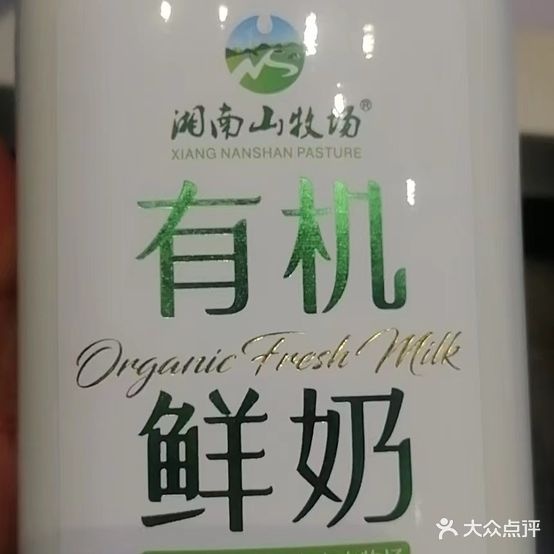 湘南山牧场®
XIANG NANSHAN PASTURE
有机
Organic Fresh Milk
鲜奶
大众点评